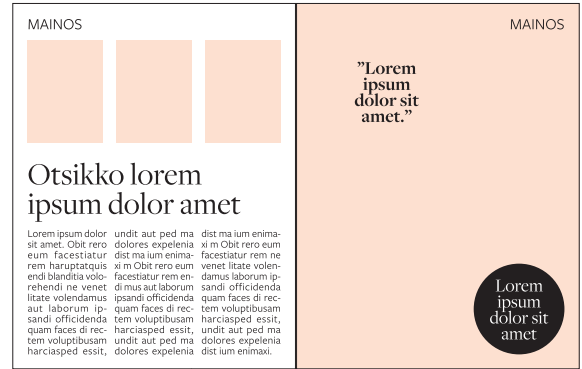 MAINOS
Otsikko lorem
ipsum dolor amet
Lorem ipsum dolor
sit amet. Obit rero
eum facestiatur
rem haruptatquis
endi blanditia volo-
rehendi ne venet
litate volendamus
aut laborum ip-
sandi officidenda
quam faces di rec-
tem voluptibusam
harciasped essit,
undit aut ped ma
dolores expelenia
dist ma ium enima-
xi m Obit rero eum
facestiatur rem en-
di mus aut laborum
ipsandi officidenda
quam faces di rec-
tem voluptibusam
harciasped essit,
undit aut ped ma
dolores expelenia
dist ma ium enima-
xi m Obit rero eum
facestiatur rem ne
venet litate volen-
damus laborum ip-
sandi officidenda
quam faces di rec-
tem voluptibusam
harciasped essit,
undit aut ped ma
dolores expelenia
dist ium enimaxi.
MAINOS
”Lorem
ipsum
dolor sit
amet.”
Lorem
ipsum
dolor sit
amet